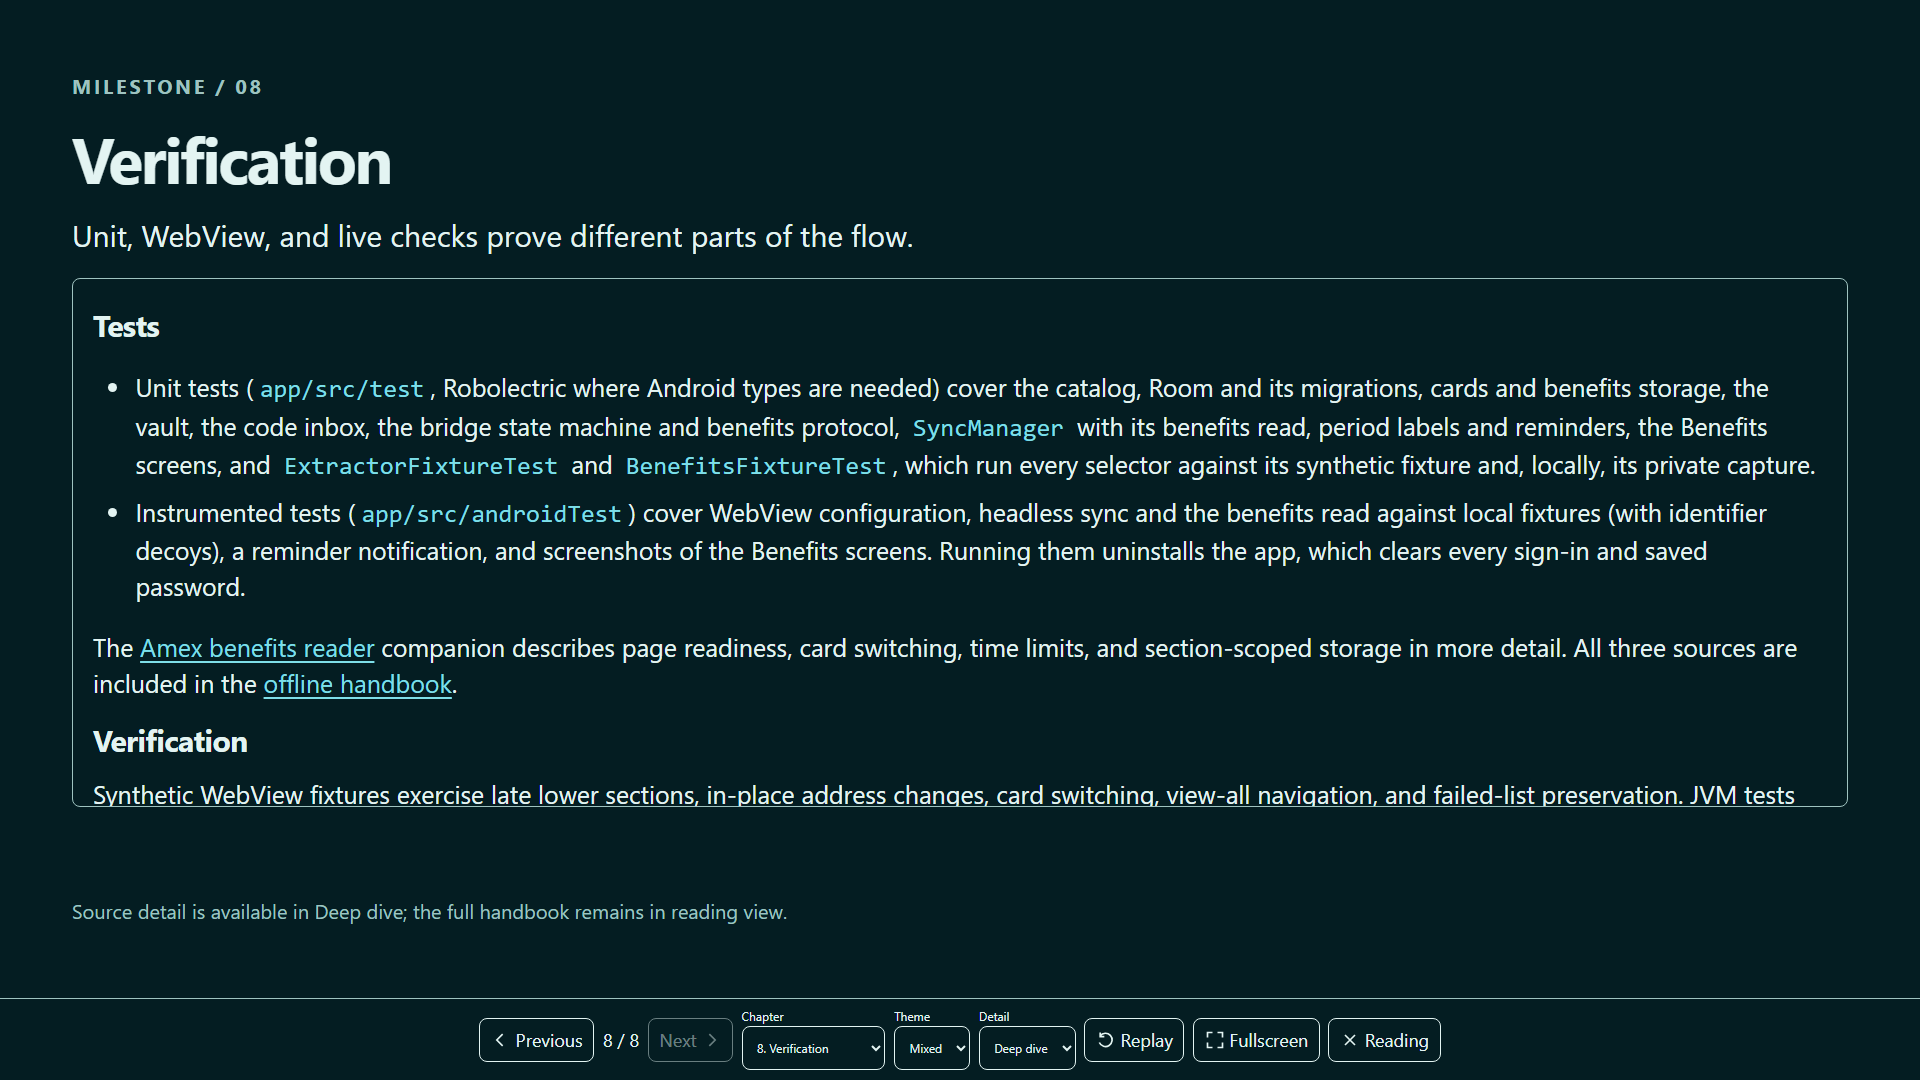 MILESTONE / 08
Verification
Unit, WebView, and live checks prove different parts of the flow.
Tests
• Unit tests ( app/src/test , Robolectric where Android types are needed) cover the catalog, Room and its migrations, cards and benefits storage, the
vault, the code inbox, the bridge state machine and benefits protocol, SyncManager with its benefits read, period labels and reminders, the Benefits
screens, and ExtractorFixtureTest and BenefitsFixtureTest , which run every selector against its synthetic fixture and, locally, its private capture.
• Instrumented tests ( app/src/androidTest ) cover WebView configuration, headless sync and the benefits read against local fixtures (with identifier
decoys), a reminder notification, and screenshots of the Benefits screens. Running them uninstalls the app, which clears every sign-in and saved
password.
The Amex benefits reader companion describes page readiness, card switching, time limits, and section-scoped storage in more detail. All three sources are
included in the offline handbook.
Verification
Synthetic WebView fixtures exercise late lower sections, in-place address changes, card switching, view-all navigation, and failed-list preservation. JVM tests
Source detail is available in Deep dive; the full handbook remains in reading view.
Chapter Theme Detail
Previous 8 / 8 Next 8. Verification Mixed Deep dive Replay Fullscreen Reading